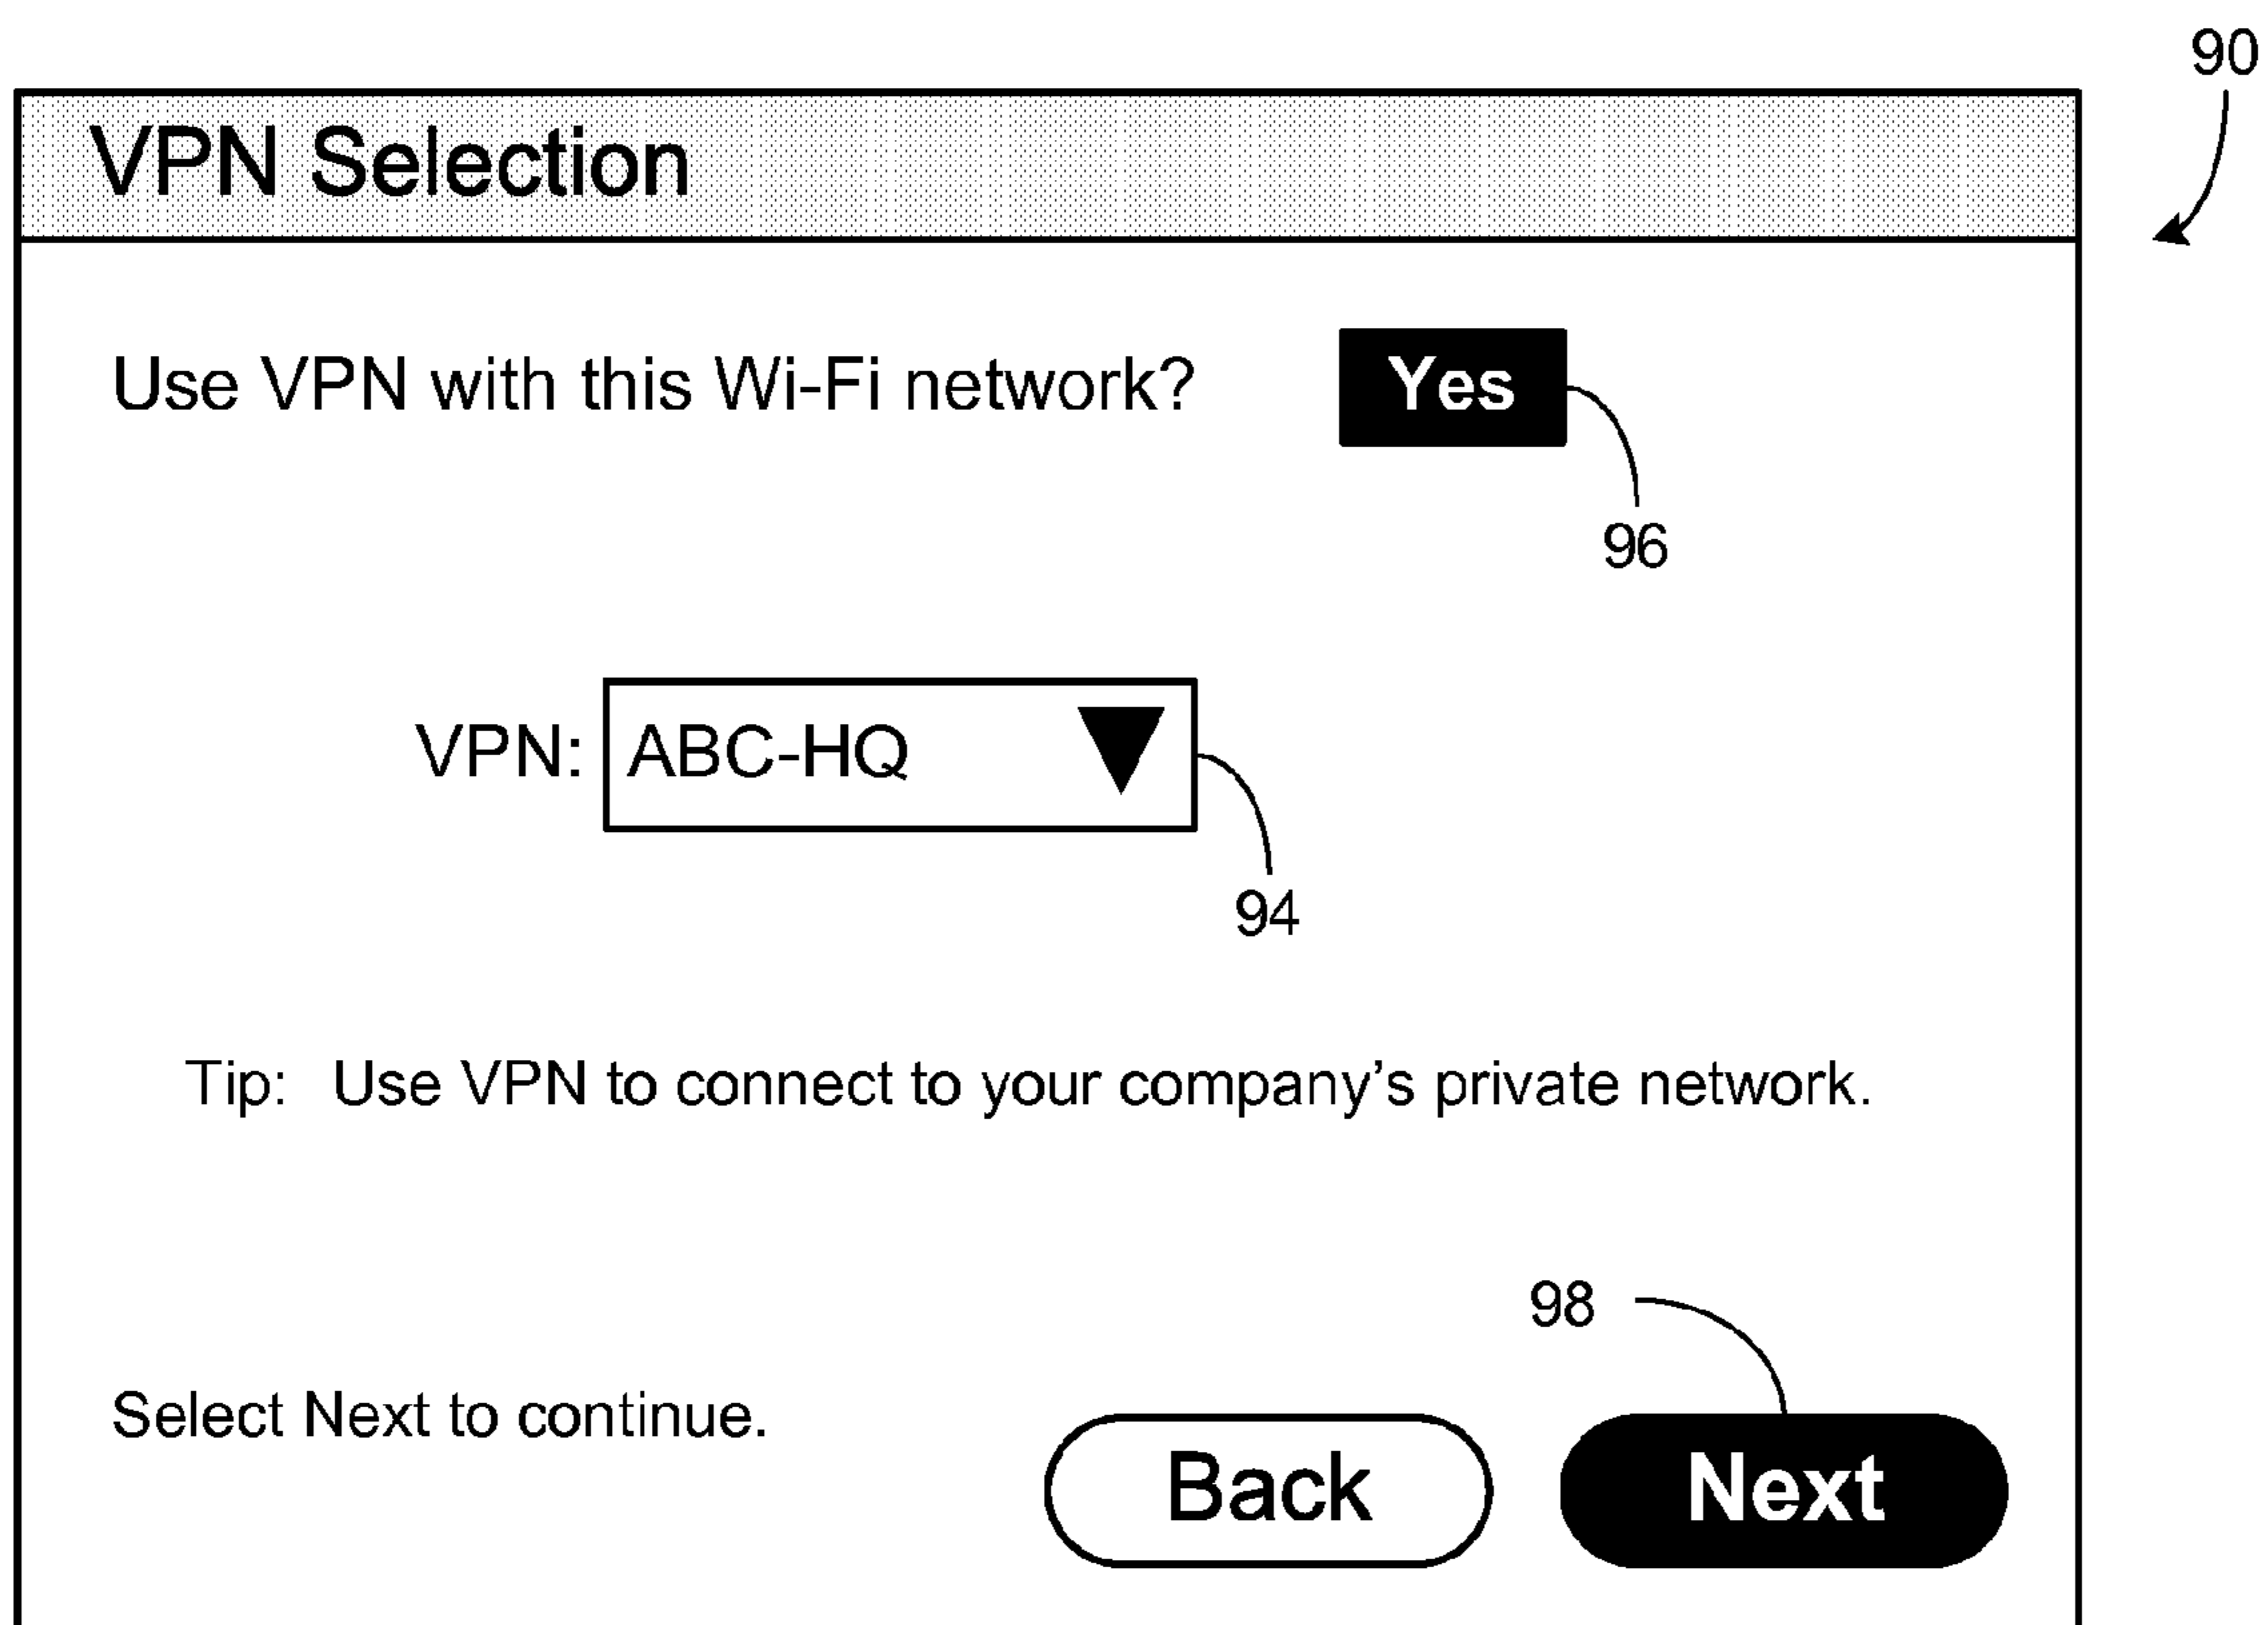 90
VPN Selection
Use VPN with this Wi-Fi network? Yes
96
VPN: ABC-HQ
94
Tip: Use VPN to connect to your company's private network.
98
Select Next to continue.
Back Next